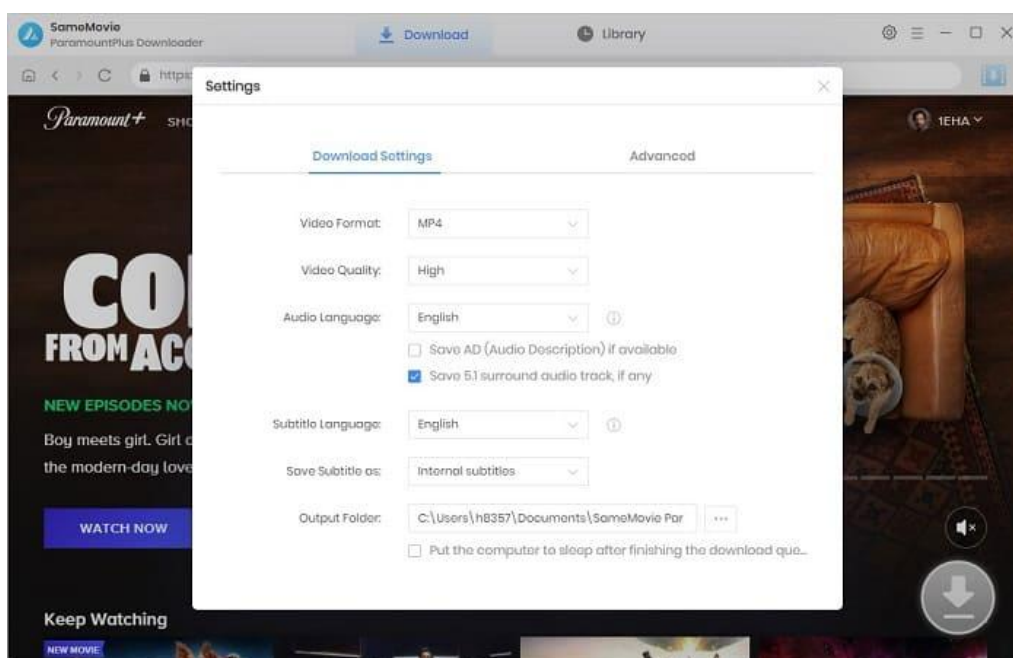 SameMovie
ParamountPlus Downloader
Download
Library
https:
Settings
Paramount+
SHO
1EHA
Download Settings
Advanced
Video Format:
MP4
Video Quality:
High
Audio Language:
English
Save AD (Audio Description) if available
Save 5.1 surround audio track, if any
CO
FROM ACC
NEW EPISODES NO
Boy meets girl. Girl c
the modern-day love
Subtitle Language:
English
Save Subtitle as:
Internal subtitles
Output Folder:
C:\Users\h8357\Documents\SameMovie Par
...
Put the computer to sleep after finishing the download que...
WATCH NOW
Keep Watching
NEW MOVIE